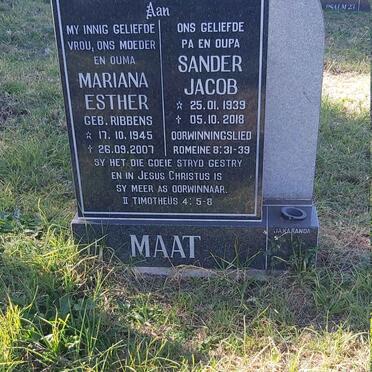 PSALM 23
Aan
MY INNIG GELIEFDE
VROU, ONS MOEDER
EN OUMA
MARIANA
ESTHER
GEB. RIBBENS
☆ 17.10.1945
✝ 26.09.2007
ONS GELIEFDE
PA EN OUPA
SANDER
JACOB
☆ 25.01.1939
✝ 05.10.2018
OORWINNINGSLIED
ROMEINE 8:31-39
SY HET DIE GOEIE STRYD GESTRY
EN IN JESUS CHRISTUS IS
SY MEER AS OORWINNAAR.
II TIMOTHEUS 4:5-8
MAAT
JAKARANDA